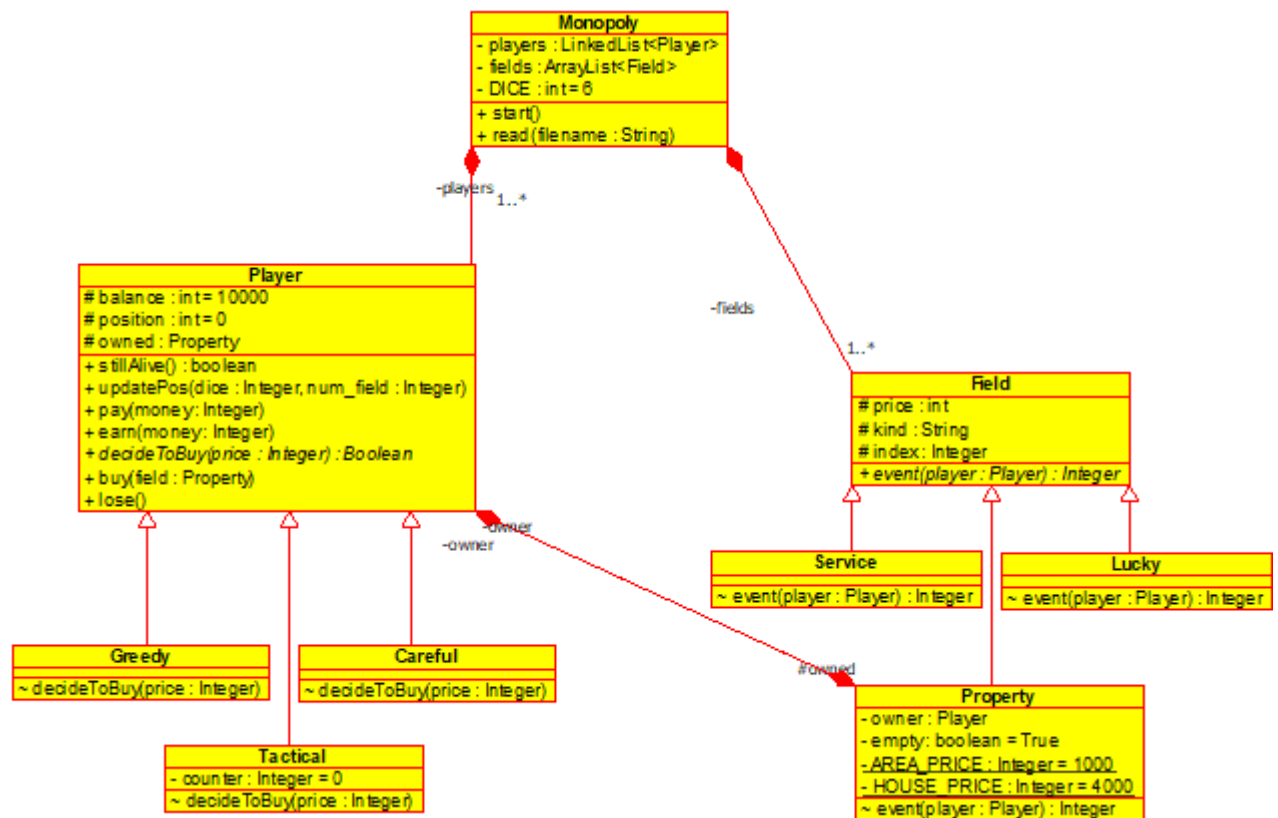 Monopoly
- players : LinkedList<Player>
- fields : ArrayList<Field>
- DICE : int = 6
+ start()
+ read(filename : String)
-players
1..*
-fields
1..*
Player
# balance : int = 10000
# position : int = 0
# owned : Property
+ stillAlive() : boolean
+ updatePos(dice : Integer, num_field : Integer)
+ pay(money: Integer)
+ earn(money: Integer)
+ decideToBuy(price : Integer) : Boolean
+ buy(field : Property)
+ lose()
Field
# price : int
# kind : String
# index : Integer
+ event(player : Player) : Integer
-owner
-owner
Service
~ event(player : Player) : Integer
Lucky
~ event(player : Player) : Integer
Greedy
~ decideToBuy(price : Integer)
Careful
~ decideToBuy(price : Integer)
#owned
Tactical
- counter : Integer = 0
~ decideToBuy(price : Integer)
Property
- owner : Player
- empty: boolean = True
- AREA_PRICE : Integer = 1000
- HOUSE_PRICE : Integer = 4000
~ event(player : Player) : Integer